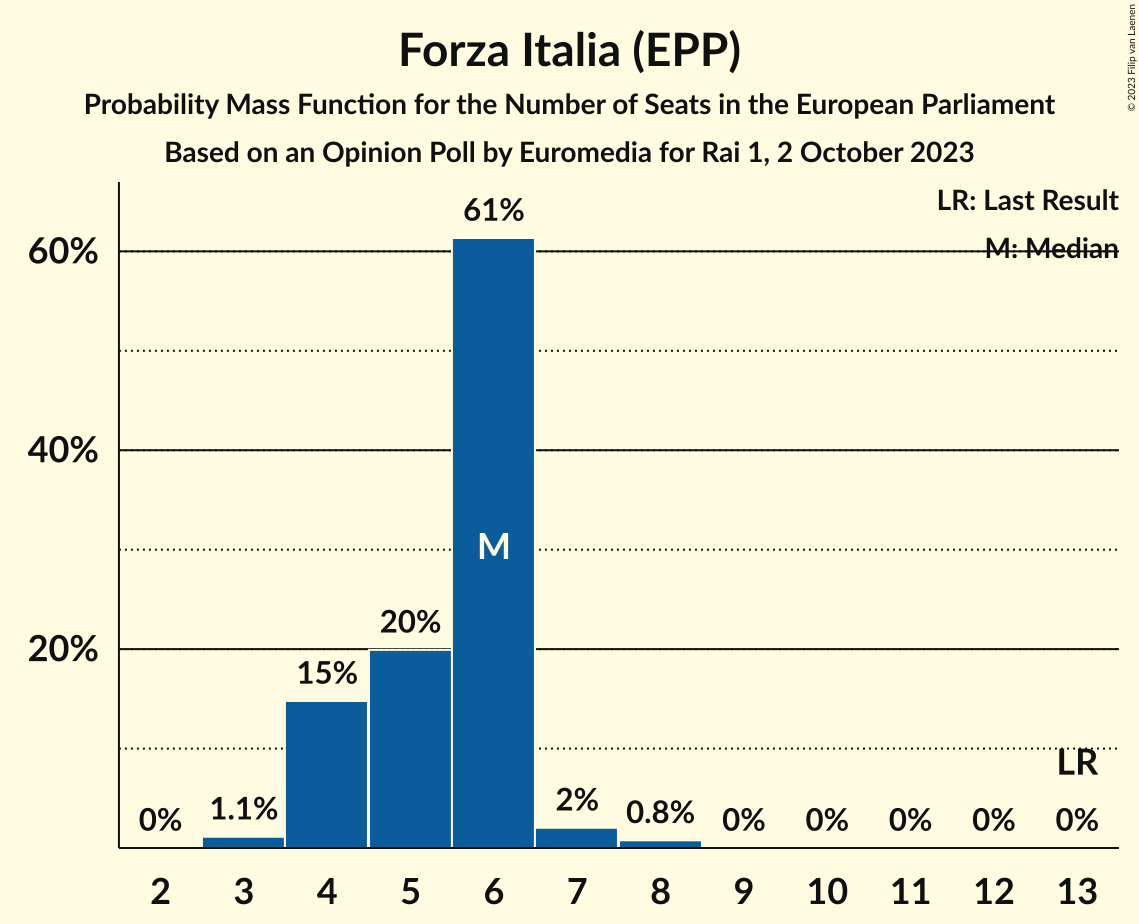 Forza Italia (EPP)
Probability Mass Function for the Number of Seats in the European Parliament
Based on an Opinion Poll by Euromedia for Rai 1, 2 October 2023
© 2023 Filip van Laenen
LR: Last Result
M: Median
60%
40%
20%
0%
1.1%
15%
20%
61%
M
2%
0.8%
0%
0%
0%
0%
LR
0%
2 3 4 5 6 7 8 9 10 11 12 13